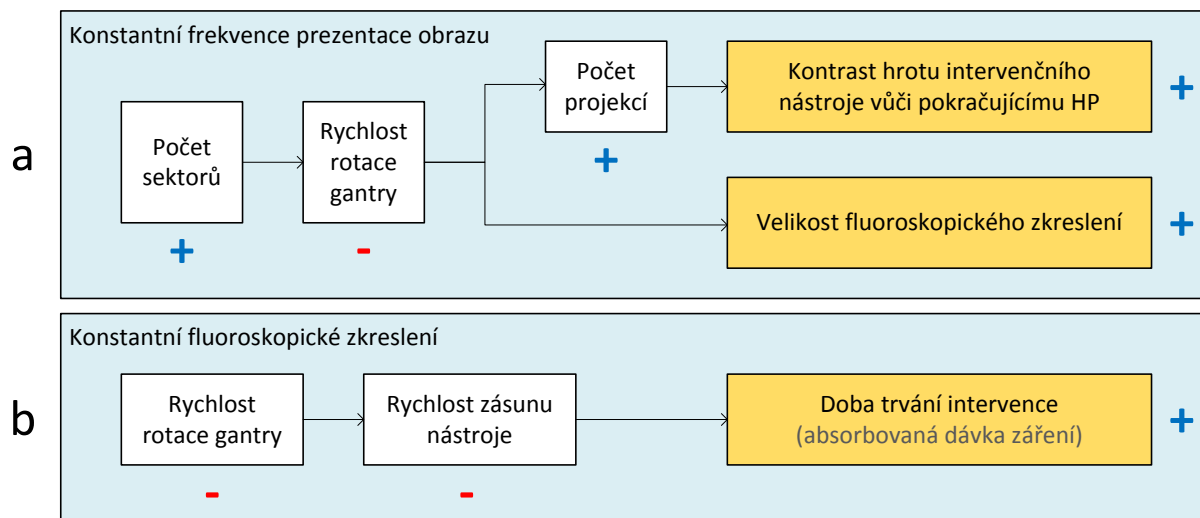 a
Konstantní frekvence prezentace obrazu
Počet
sektorů
+
Rychlost
rotace
gantry
-
Počet
projekcí
+
Kontrast hrotu intervenčního
nástroje vůči pokračujícímu HP
+
Velikost fluoroskopického zkreslení
+
b
Konstantní fluoroskopické zkreslení
Rychlost
rotace gantry
-
Rychlost zásunu
nástroje
-
Doba trvání intervence
(absorbovaná dávka záření)
+